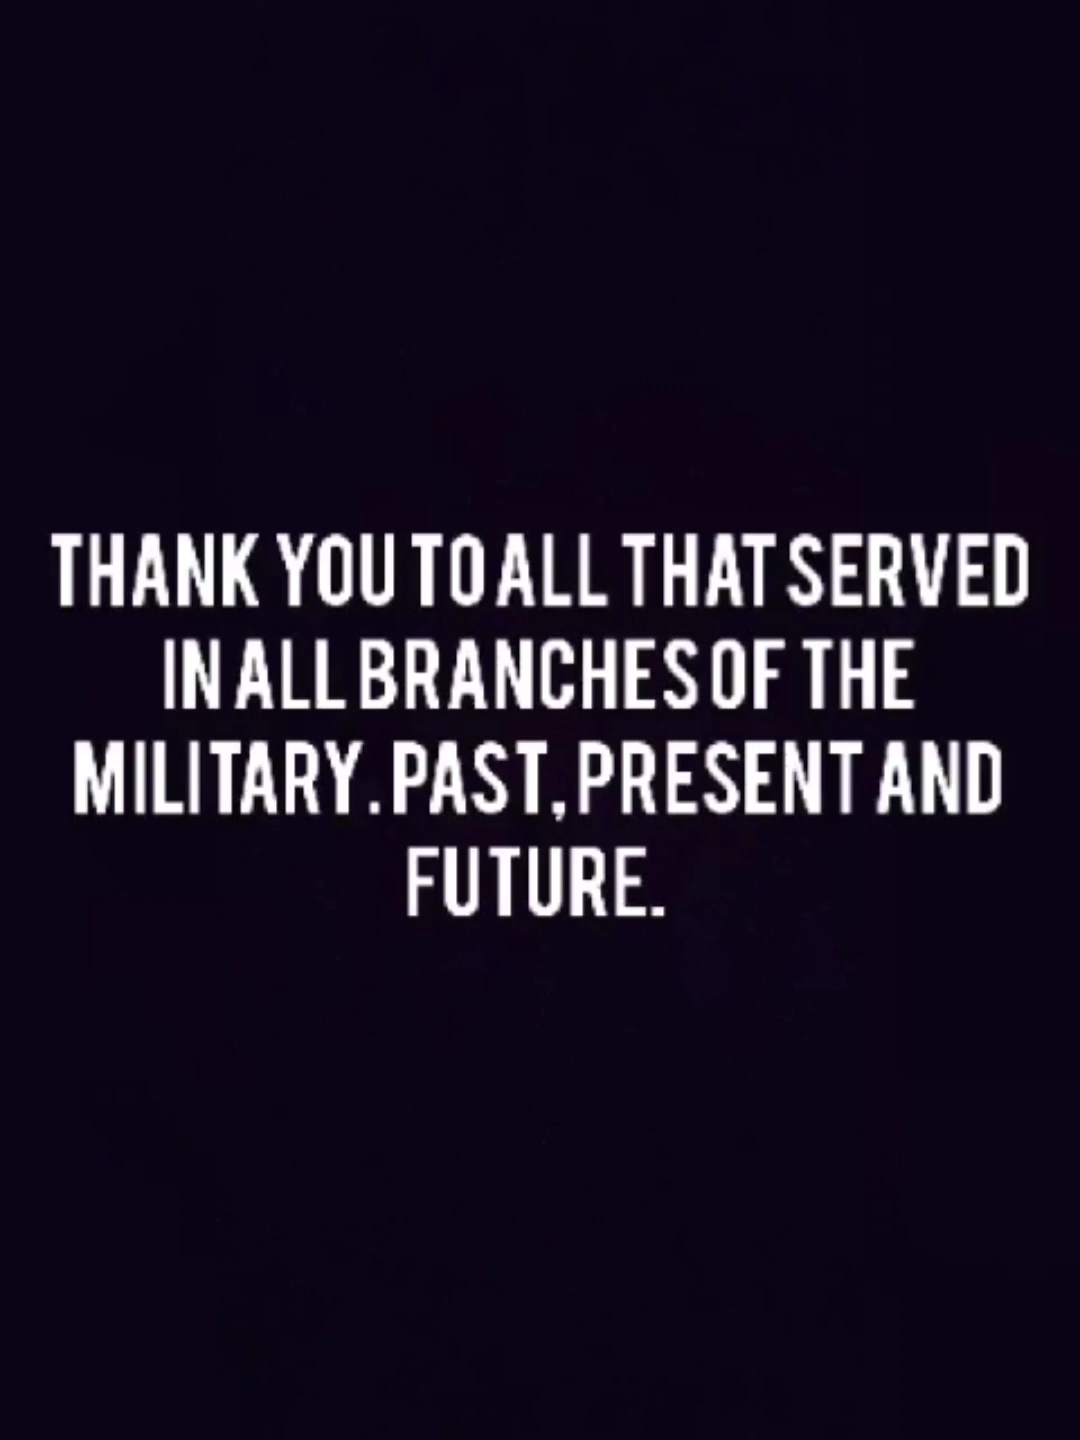 THANK YOU TO ALL THAT SERVED
IN ALL BRANCHES OF THE
MILITARY. PAST, PRESENT AND
FUTURE.